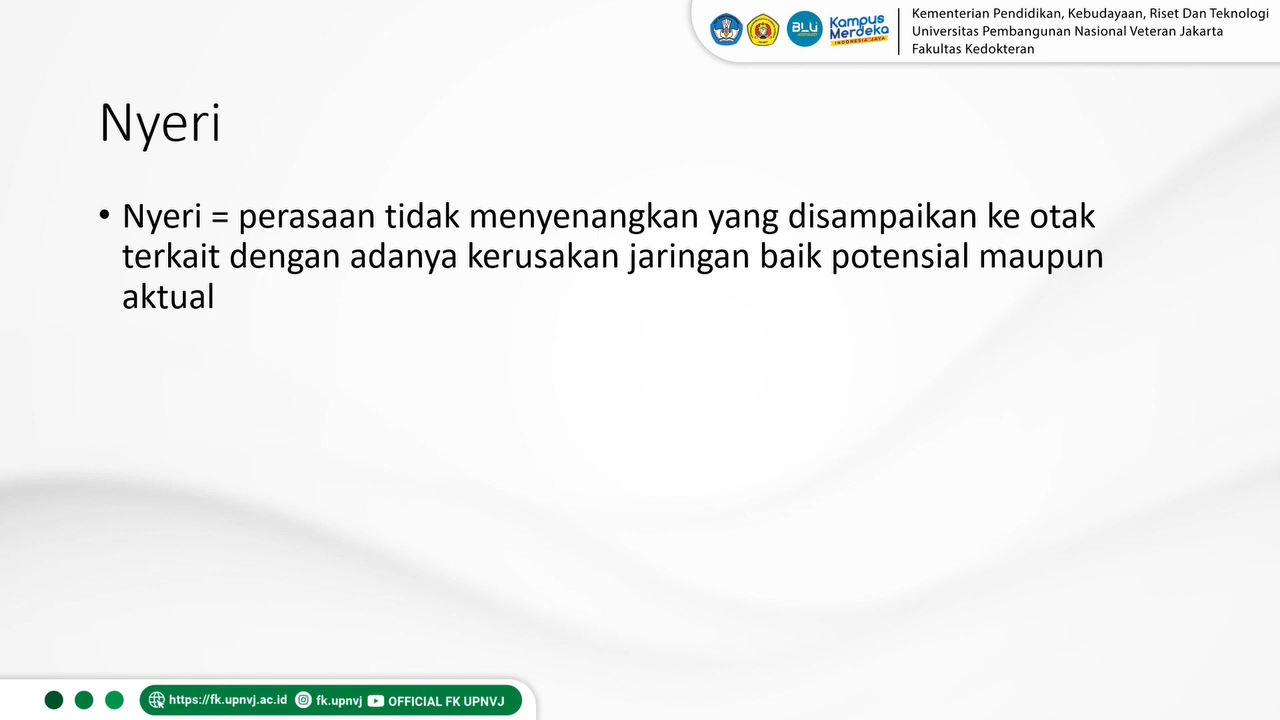 BLU
Kampus
Merdeka
INDONESIA JAYA
Kementerian Pendidikan, Kebudayaan, Riset Dan Teknologi
Universitas Pembangunan Nasional Veteran Jakarta
Fakultas Kedokteran
Nyeri
• Nyeri = perasaan tidak menyenangkan yang disampaikan ke otak
terkait dengan adanya kerusakan jaringan baik potensial maupun
aktual
https://fk.upnvj.ac.id fk.upnvj OFFICIAL FK UPNVJ